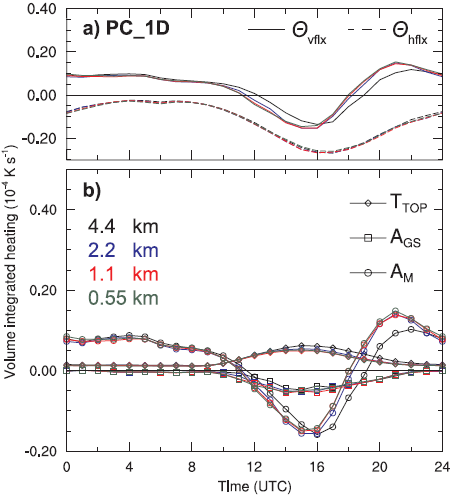 0.40
a) PC_1D
Θvflx
Θhflx
0.20
0.00
-0.20
b)
0.40
TTOP
AGS
AM
4.4 km
2.2 km
1.1 km
0.55 km
0.20
0.00
-0.20
Volume integrated heating (10⁻⁴ K s⁻¹)
0 4 8 12 16 20 24
Time (UTC)